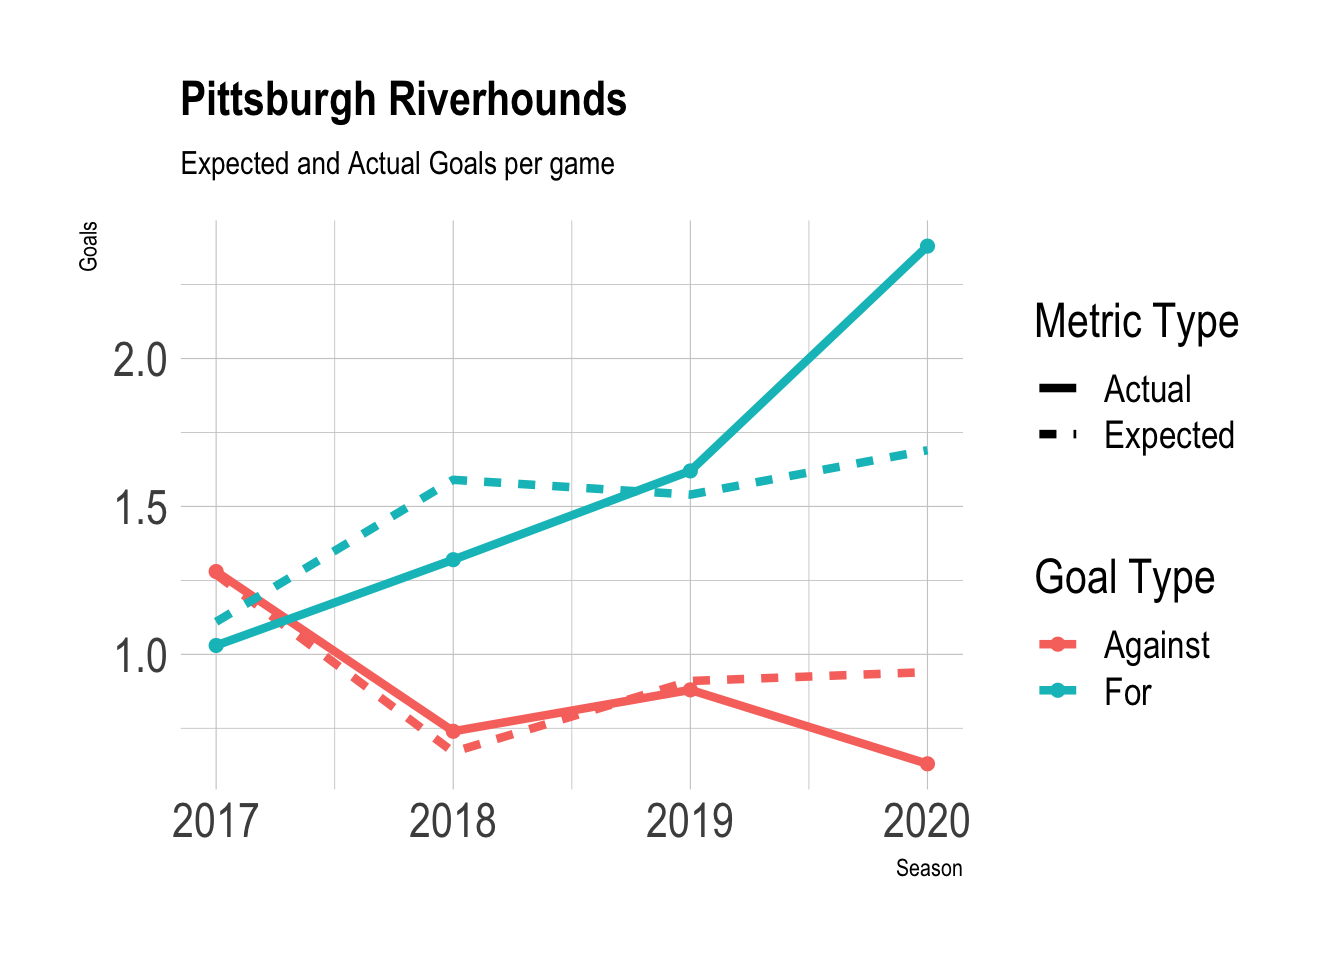 Pittsburgh Riverhounds
Expected and Actual Goals per game
Goals
2.0
1.5
1.0
2017 2018 2019 2020
Season
Metric Type
Actual
Expected
Goal Type
Against
For